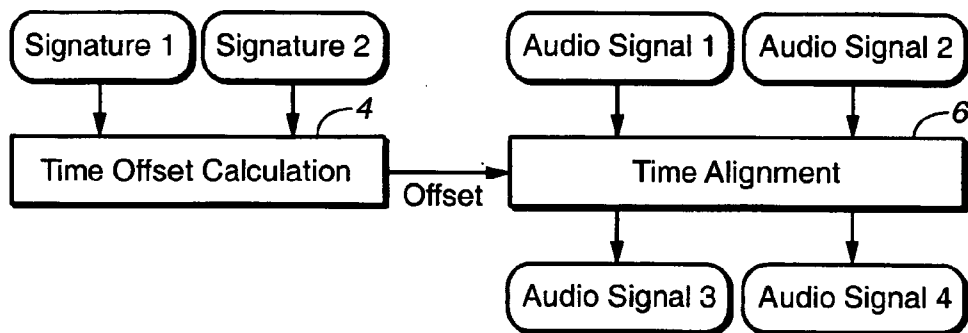 Signature 1
Signature 2
Audio Signal 1
Audio Signal 2
4
6
Time Offset Calculation
Offset
Time Alignment
Audio Signal 3
Audio Signal 4